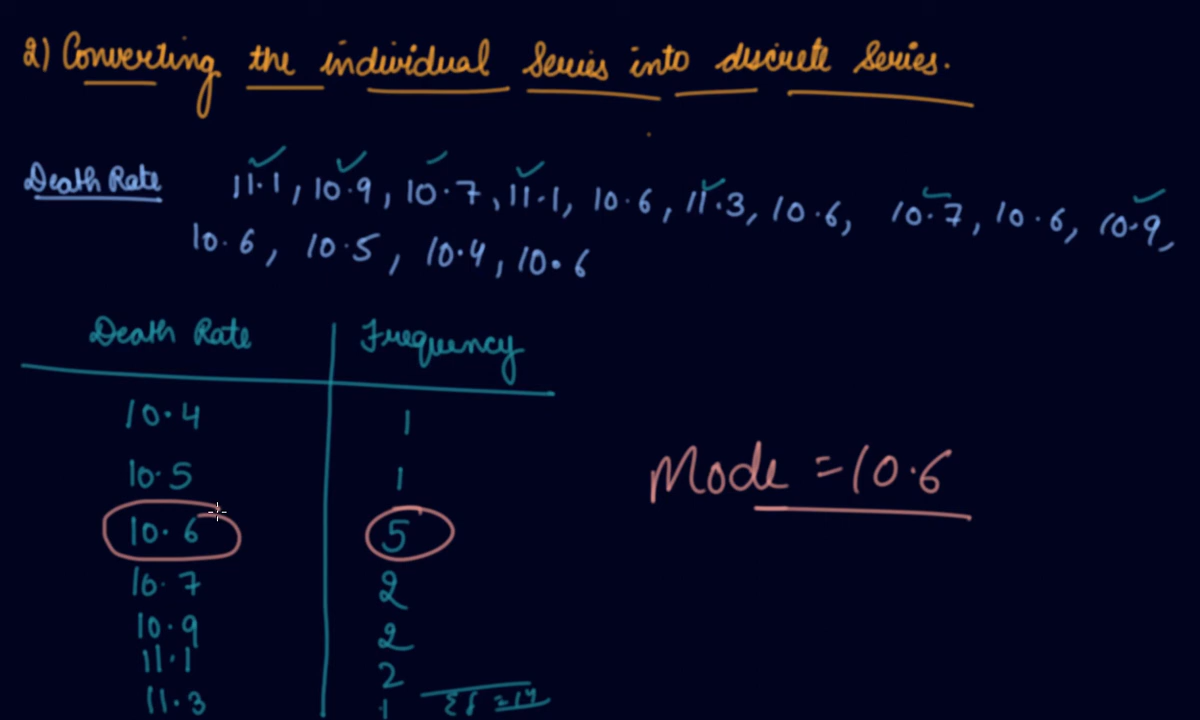 2) Converting the individual Series into discrete Series.
Death Rate 11.1, 10.9, 10.7, 11.1, 10.6, 11.3, 10.6, 10.7, 10.6, 10.9,
10.6, 10.5, 10.4, 10.6
Death Rate Frequency
10.4 1
10.5 1
10.6 5
Mode = 10.6
10.7 2
10.9 2
11.1 2
11.3 1 Σf = 14